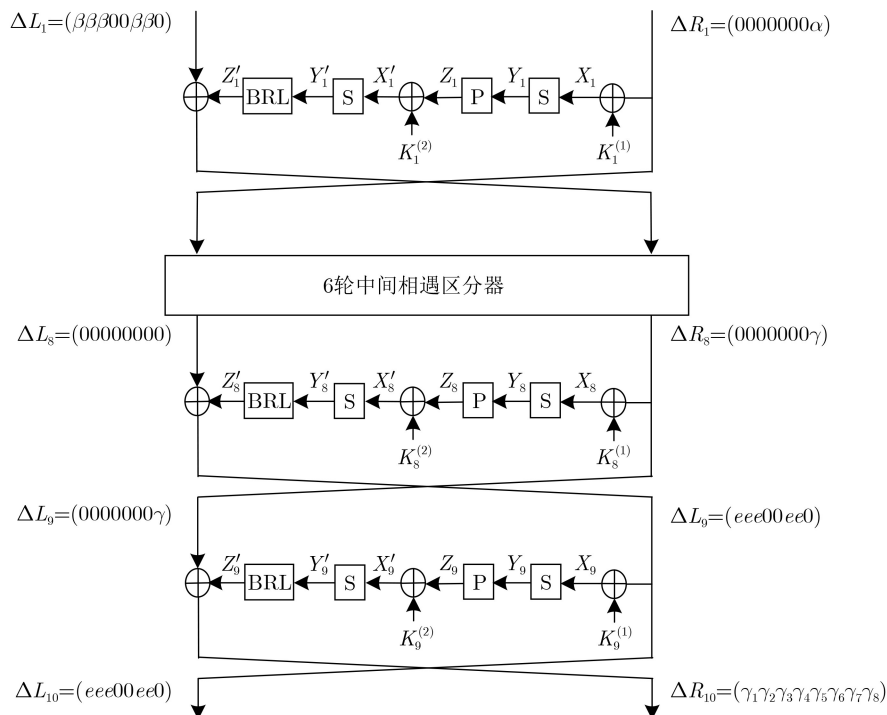 ΔL₁=(βββ00ββ0)
ΔR₁=(0000000α)
Z′₁ BRL Y′₁ S X′₁ Z₁ P Y₁ S X₁
K₁⁽²⁾ K₁⁽¹⁾
6轮中间相遇区分器
ΔL₈=(00000000)
ΔR₈=(0000000γ)
Z′₈ BRL Y′₈ S X′₈ Z₈ P Y₈ S X₈
K₈⁽²⁾ K₈⁽¹⁾
ΔL₉=(0000000γ)
ΔL₉=(eee00ee0)
Z′₉ BRL Y′₉ S X′₉ Z₉ P Y₉ S X₉
K₉⁽²⁾ K₉⁽¹⁾
ΔL₁₀=(eee00ee0)
ΔR₁₀=(γ₁γ₂γ₃γ₄γ₅γ₆γ₇γ₈)